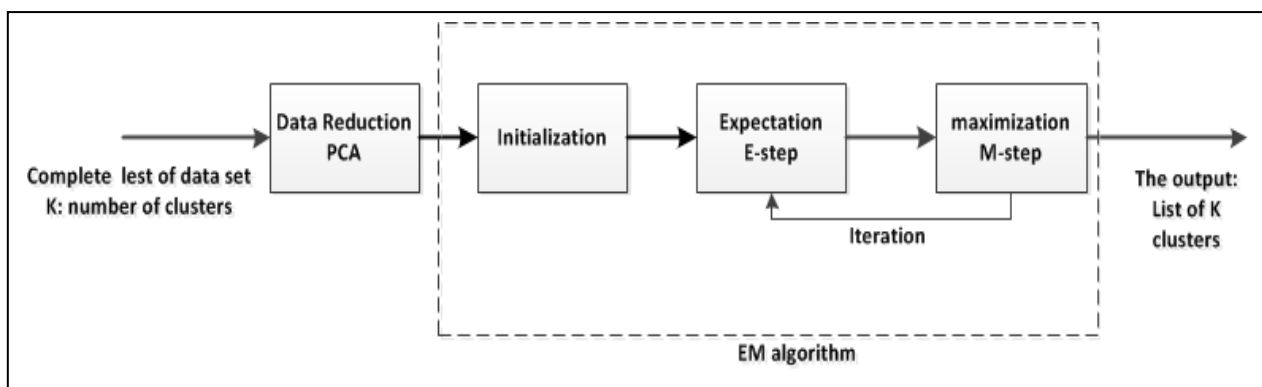 Complete lest of data set
K: number of clusters
Data Reduction
PCA
Initialization
Expectation
E-step
maximization
M-step
Iteration
The output:
List of K
clusters
EM algorithm